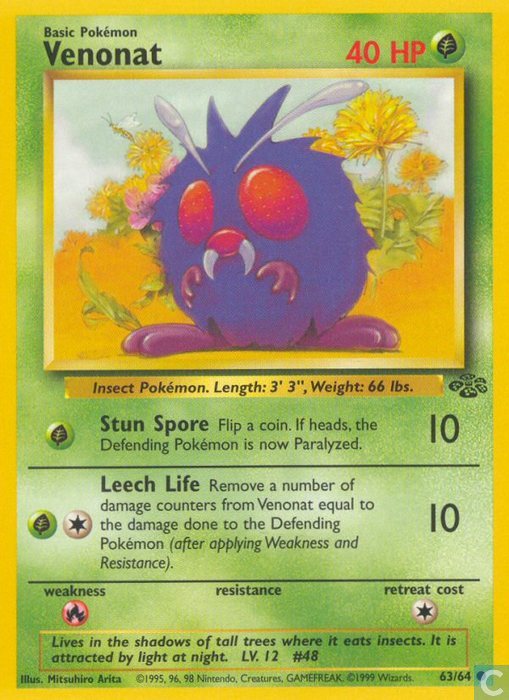 Basic Pokémon
Venonat
40 HP
Insect Pokémon. Length: 3' 3", Weight: 66 lbs.
Stun Spore Flip a coin. If heads, the
Defending Pokémon is now Paralyzed.
10
Leech Life Remove a number of
damage counters from Venonat equal to
the damage done to the Defending
Pokémon (after applying Weakness and
Resistance).
10
weakness
resistance
retreat cost
Lives in the shadows of tall trees where it eats insects. It is
attracted by light at night. LV. 12 #48
Illus. Mitsuhiro Arita
©1995, 96, 98 Nintendo, Creatures, GAMEFREAK. ©1999 Wizards.
63/64
C